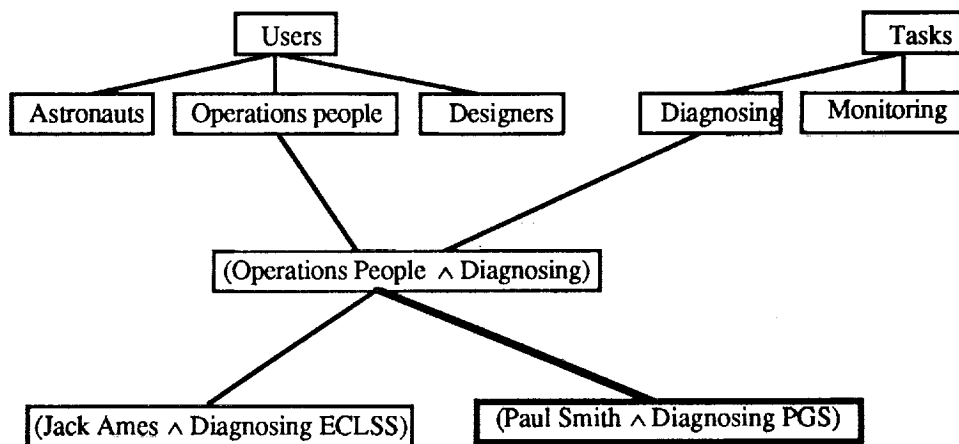 Users
Tasks
Astronauts
Operations people
Designers
Diagnosing
Monitoring
(Operations People ∧ Diagnosing)
(Jack Ames ∧ Diagnosing ECLSS)
(Paul Smith ∧ Diagnosing PGS)